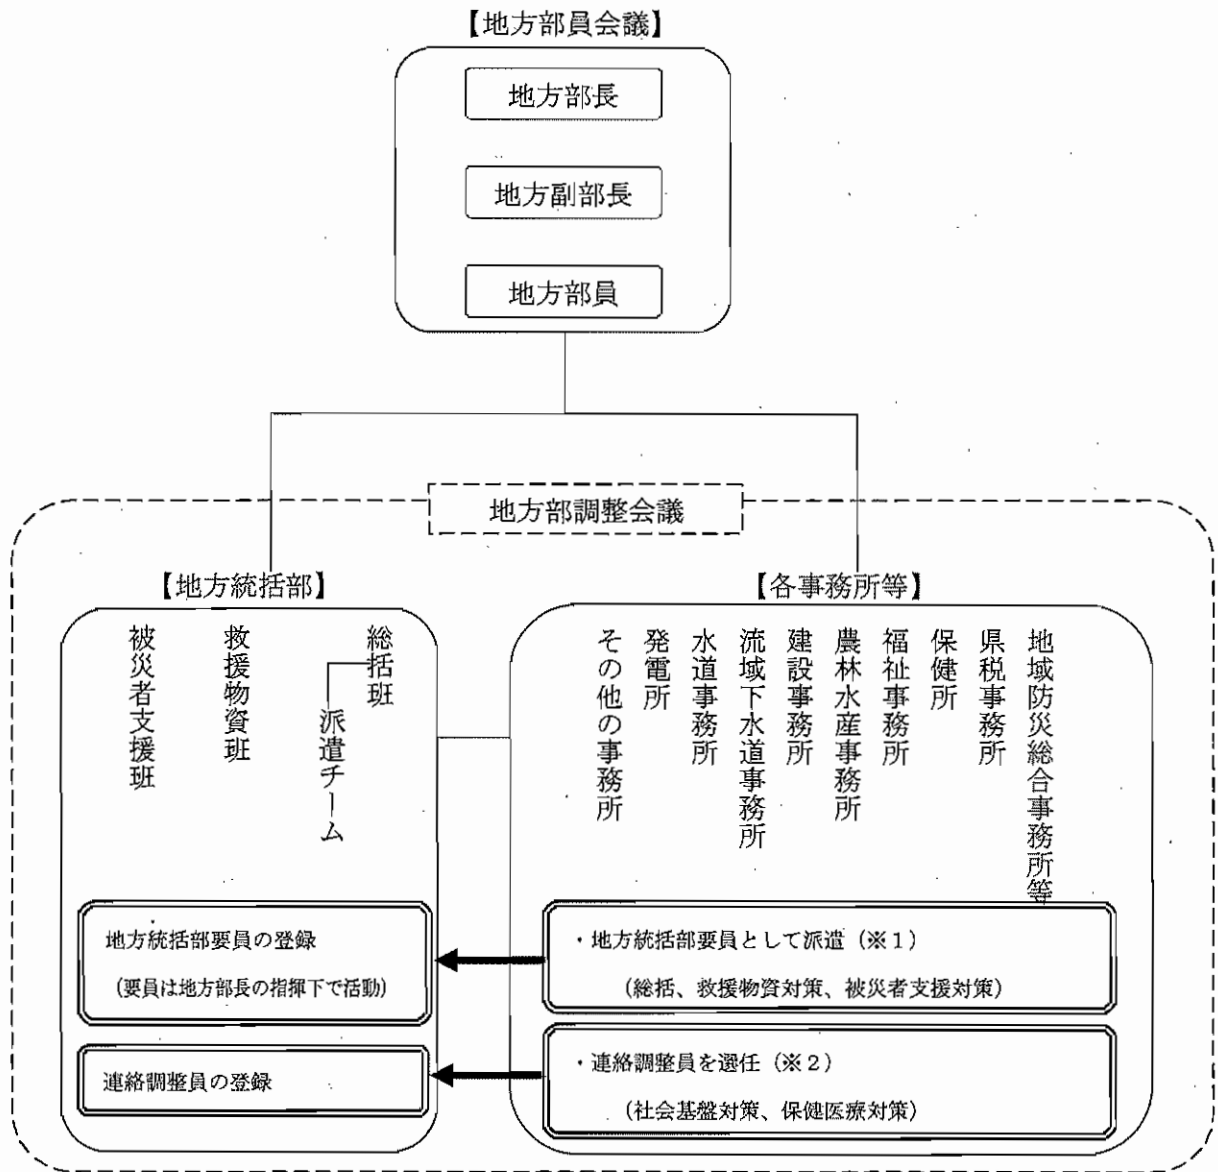 【地方部員会議】
地方部長
地方副部長
地方部員
地方部調整会議
【地方統括部】
総括班
派遣チーム
救援物資班
被災者支援班
地方統括部要員の登録
(要員は地方部長の指揮下で活動)
連絡調整員の登録
【各事務所等】
地域防災総合事務所等
県税事務所
保健所
福祉事務所
農林水産事務所
建設事務所
流域下水道事務所
水道事務所
発電所
その他の事務所
・地方統括部要員として派遣(※1)
(総括、救援物資対策、被災者支援対策)
・連絡調整員を選任(※2)
(社会基盤対策、保健医療対策)